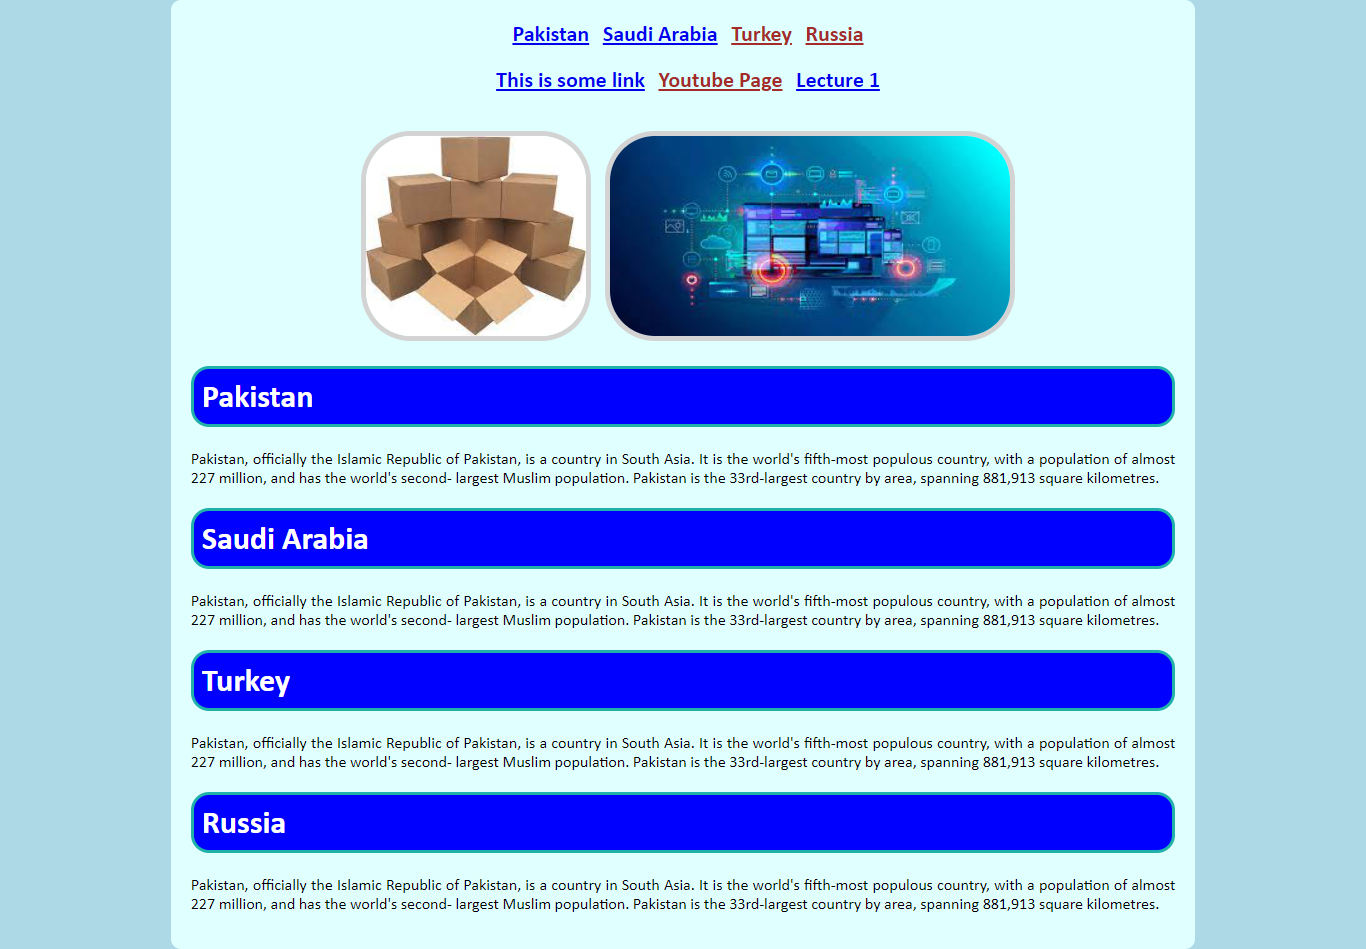 Pakistan Saudi Arabia Turkey Russia
This is some link Youtube Page Lecture 1
Pakistan
Pakistan, officially the Islamic Republic of Pakistan, is a country in South Asia. It is the world's fifth-most populous country, with a population of almost
227 million, and has the world's second- largest Muslim population. Pakistan is the 33rd-largest country by area, spanning 881,913 square kilometres.
Saudi Arabia
Pakistan, officially the Islamic Republic of Pakistan, is a country in South Asia. It is the world's fifth-most populous country, with a population of almost
227 million, and has the world's second- largest Muslim population. Pakistan is the 33rd-largest country by area, spanning 881,913 square kilometres.
Turkey
Pakistan, officially the Islamic Republic of Pakistan, is a country in South Asia. It is the world's fifth-most populous country, with a population of almost
227 million, and has the world's second- largest Muslim population. Pakistan is the 33rd-largest country by area, spanning 881,913 square kilometres.
Russia
Pakistan, officially the Islamic Republic of Pakistan, is a country in South Asia. It is the world's fifth-most populous country, with a population of almost
227 million, and has the world's second- largest Muslim population. Pakistan is the 33rd-largest country by area, spanning 881,913 square kilometres.